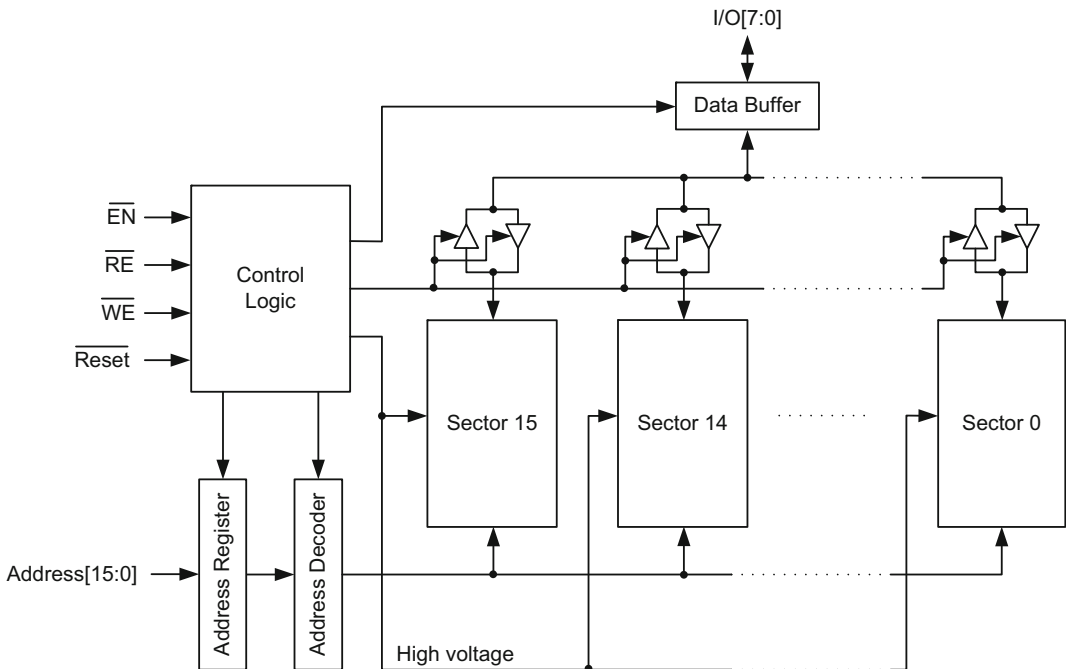 I/O[7:0]
Data Buffer
EN
RE
WE
Reset
Control
Logic
Sector 15
Sector 14
Sector 0
Address[15:0]
Address Register
Address Decoder
High voltage